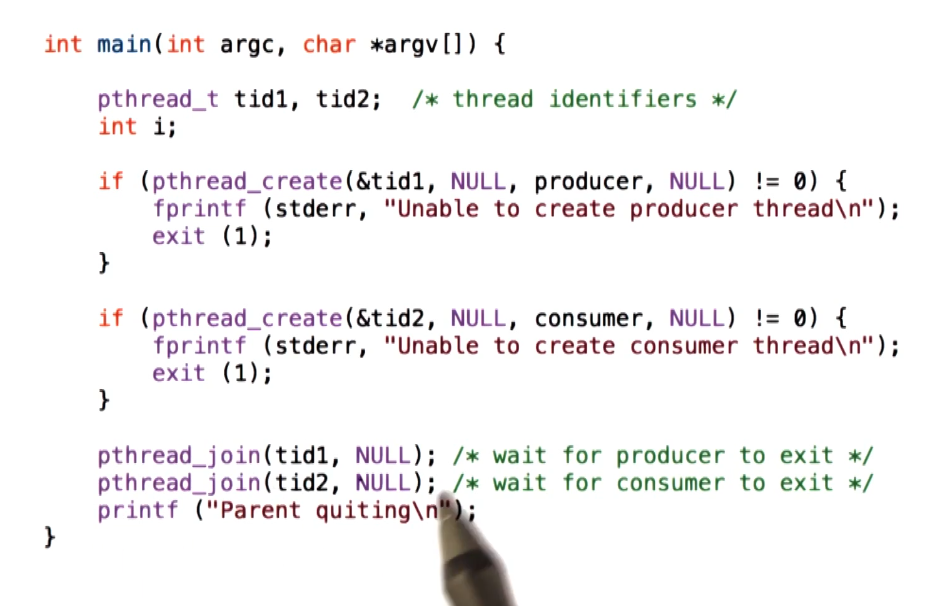 int main(int argc, char *argv[]) {
pthread_t tid1, tid2; /* thread identifiers */
int i;
if (pthread_create(&tid1, NULL, producer, NULL) != 0) {
fprintf (stderr, "Unable to create producer thread\n");
exit (1);
}
if (pthread_create(&tid2, NULL, consumer, NULL) != 0) {
fprintf (stderr, "Unable to create consumer thread\n");
exit (1);
}
pthread_join(tid1, NULL); /* wait for producer to exit */
pthread_join(tid2, NULL); /* wait for consumer to exit */
printf ("Parent quiting\n");
}